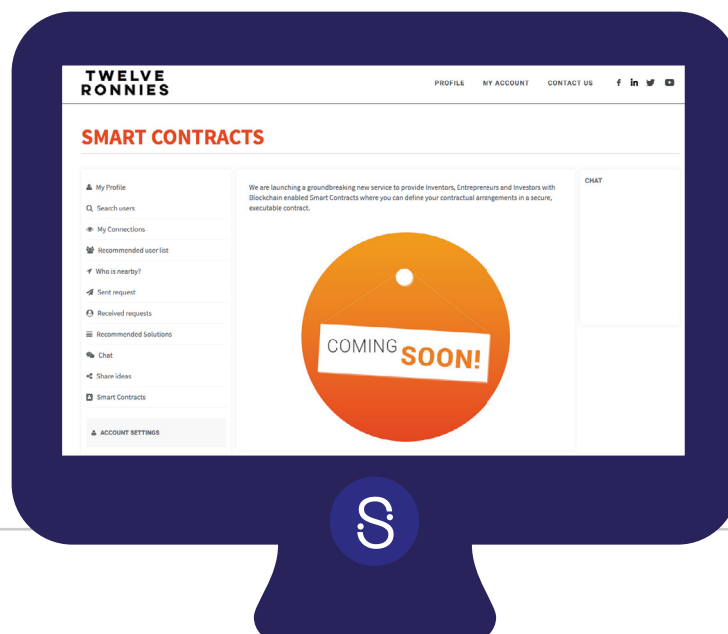 TWELVE
RONNIES
PROFILE MY ACCOUNT CONTACT US
SMART CONTRACTS
My Profile
Search users
My Connections
Recommended user list
Who is nearby?
Sent request
Received requests
Recommended Solutions
Chat
Share ideas
Smart Contracts
ACCOUNT SETTINGS
We are launching a groundbreaking new service to provide Inventors, Entrepreneurs and Investors with
Blockchain enabled Smart Contracts where you can define your contractual arrangements in a secure,
executable contract.
COMING SOON!
CHAT